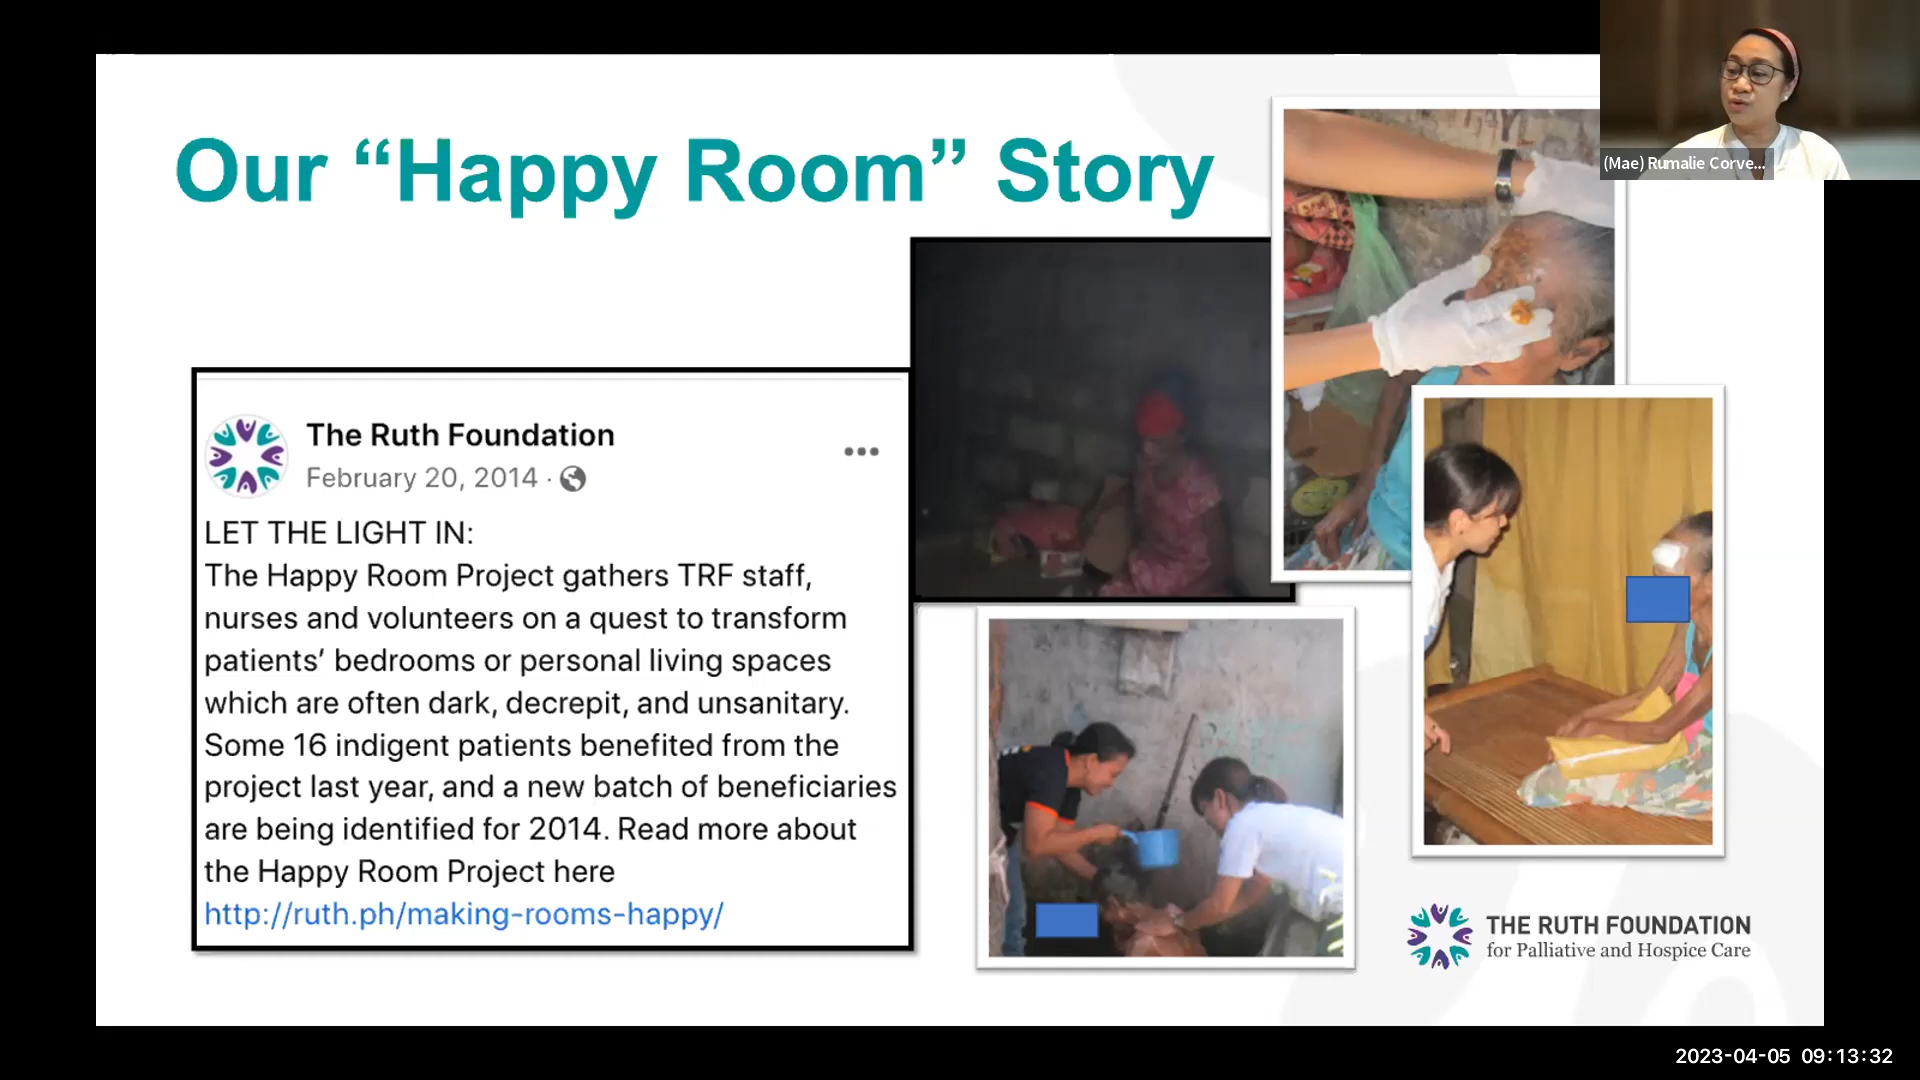 Our “Happy Room” Story
(Mae) Rumalie Corve...
The Ruth Foundation
February 20, 2014 ·
LET THE LIGHT IN:
The Happy Room Project gathers TRF staff,
nurses and volunteers on a quest to transform
patients’ bedrooms or personal living spaces
which are often dark, decrepit, and unsanitary.
Some 16 indigent patients benefited from the
project last year, and a new batch of beneficiaries
are being identified for 2014. Read more about
the Happy Room Project here
http://ruth.ph/making-rooms-happy/
THE RUTH FOUNDATION
for Palliative and Hospice Care
2023-04-05 09:13:32